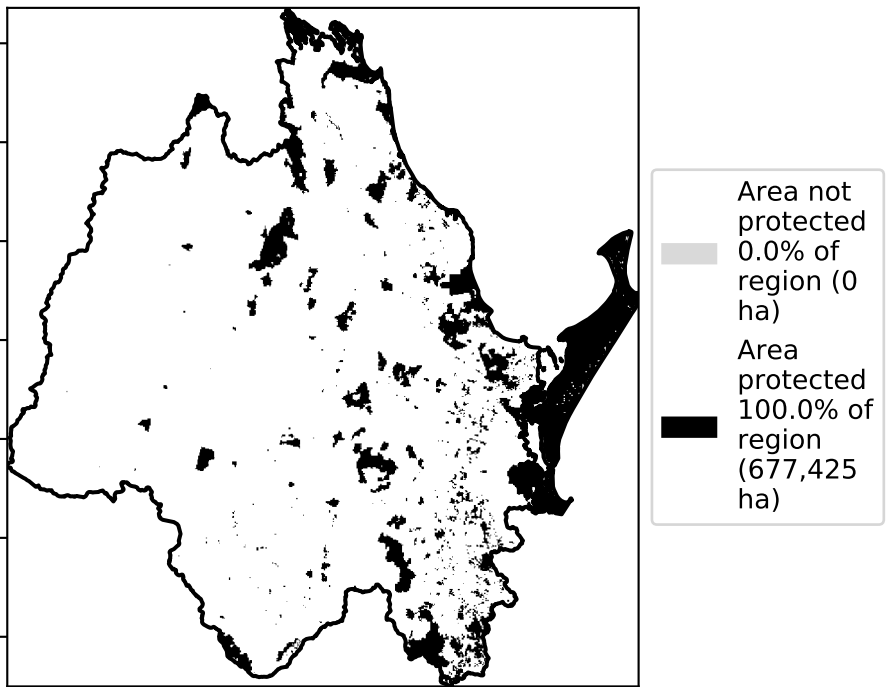 Area not
protected
0.0% of
region (0
ha)
Area
protected
100.0% of
region
(677,425
ha)